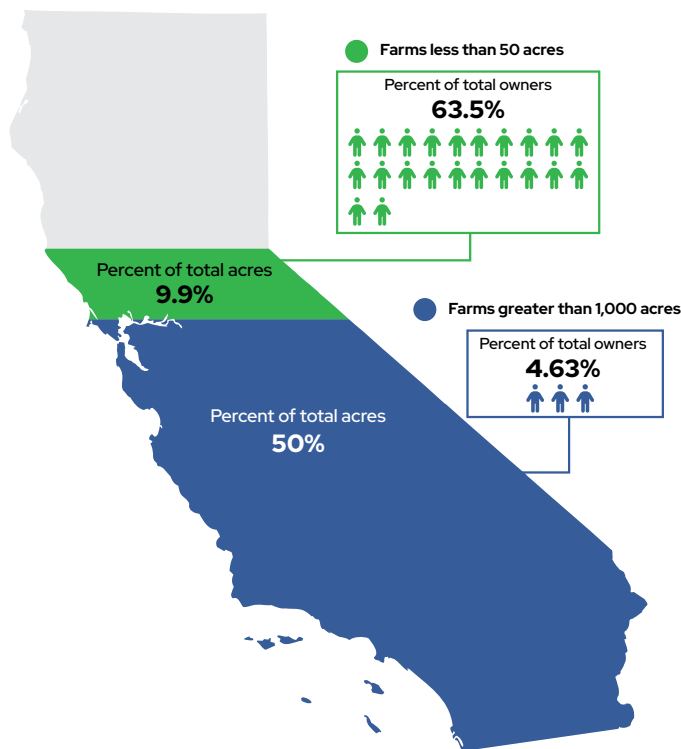 Farms less than 50 acres
Percent of total owners
63.5%
Percent of total acres
9.9%
Farms greater than 1,000 acres
Percent of total owners
4.63%
Percent of total acres
50%